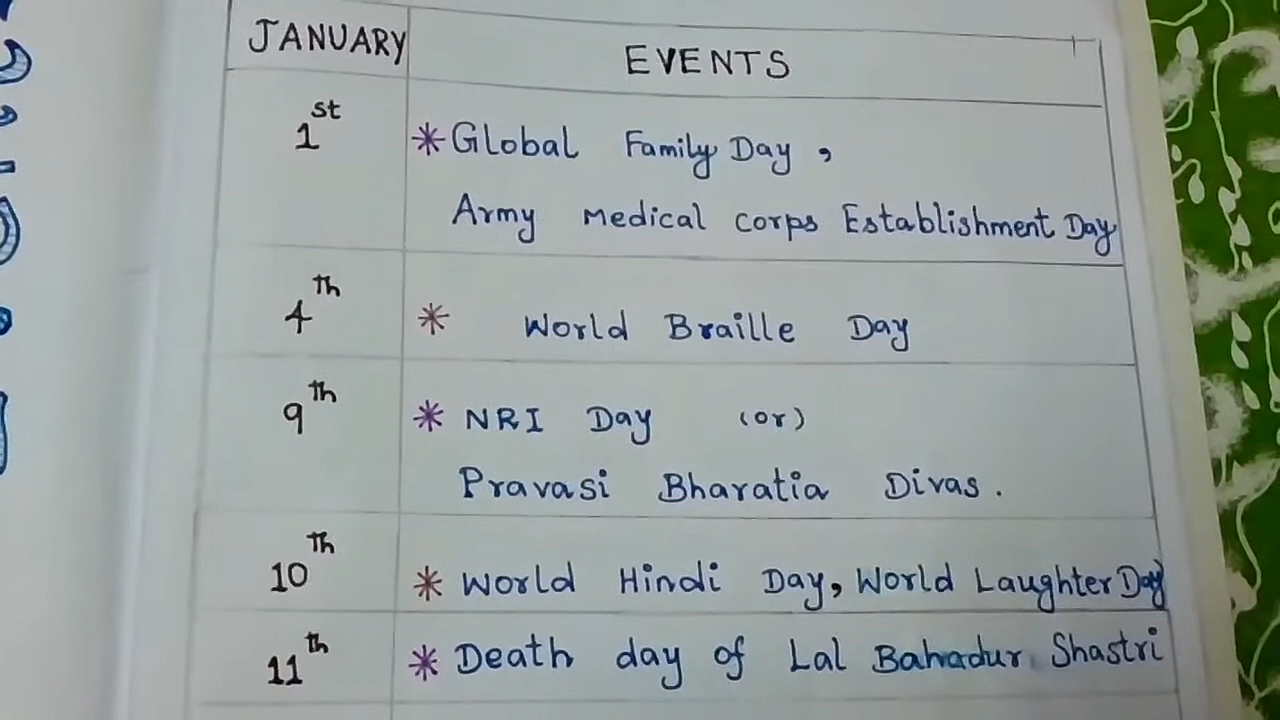 JANUARY EVENTS
1st * Global Family Day ,
Army Medical Corps Establishment Day
4th * World Braille Day
9th * NRI Day (or)
Pravasi Bharatia Divas .
10th * World Hindi Day, World Laughter Day
11th * Death day of Lal Bahadur Shastri